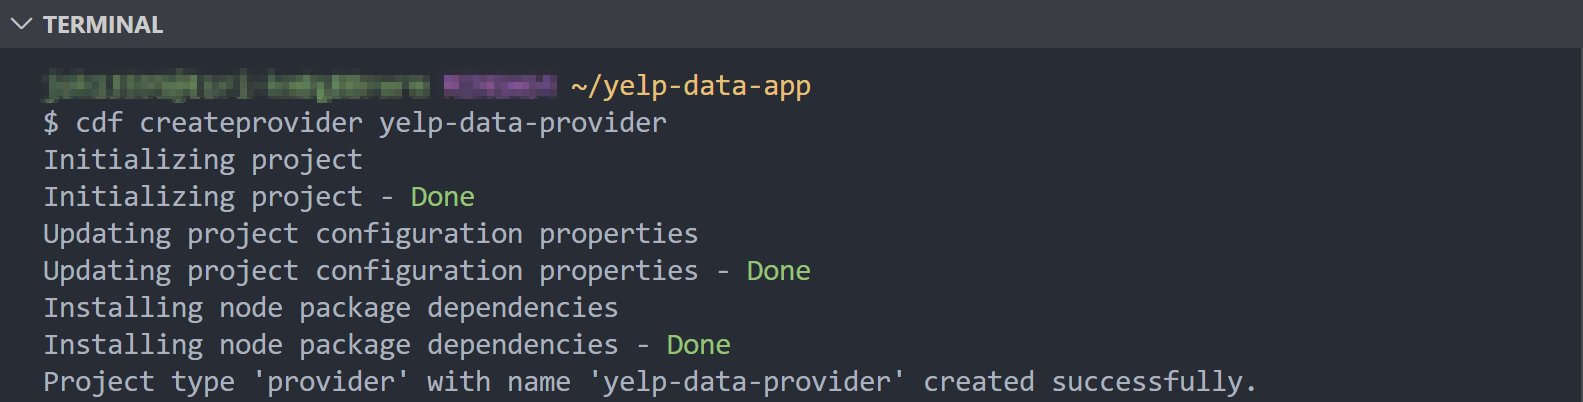 TERMINAL
~/yelp-data-app
$ cdf createprovider yelp-data-provider
Initializing project
Initializing project - Done
Updating project configuration properties
Updating project configuration properties - Done
Installing node package dependencies
Installing node package dependencies - Done
Project type 'provider' with name 'yelp-data-provider' created successfully.